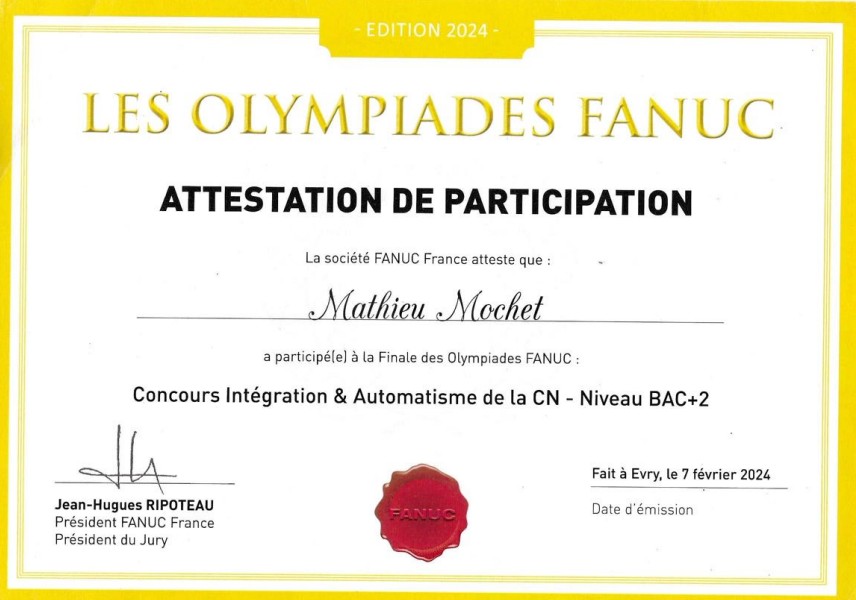 - EDITION 2024 -
LES OLYMPIADES FANUC
ATTESTATION DE PARTICIPATION
La société FANUC France atteste que :
Mathieu Mochet
a participé(e) à la Finale des Olympiades FANUC :
Concours Intégration & Automatisme de la CN - Niveau BAC+2
Jean-Hugues RIPOTEAU
Président FANUC France
Président du Jury
FANUC
Fait à Evry, le 7 février 2024
Date d'émission